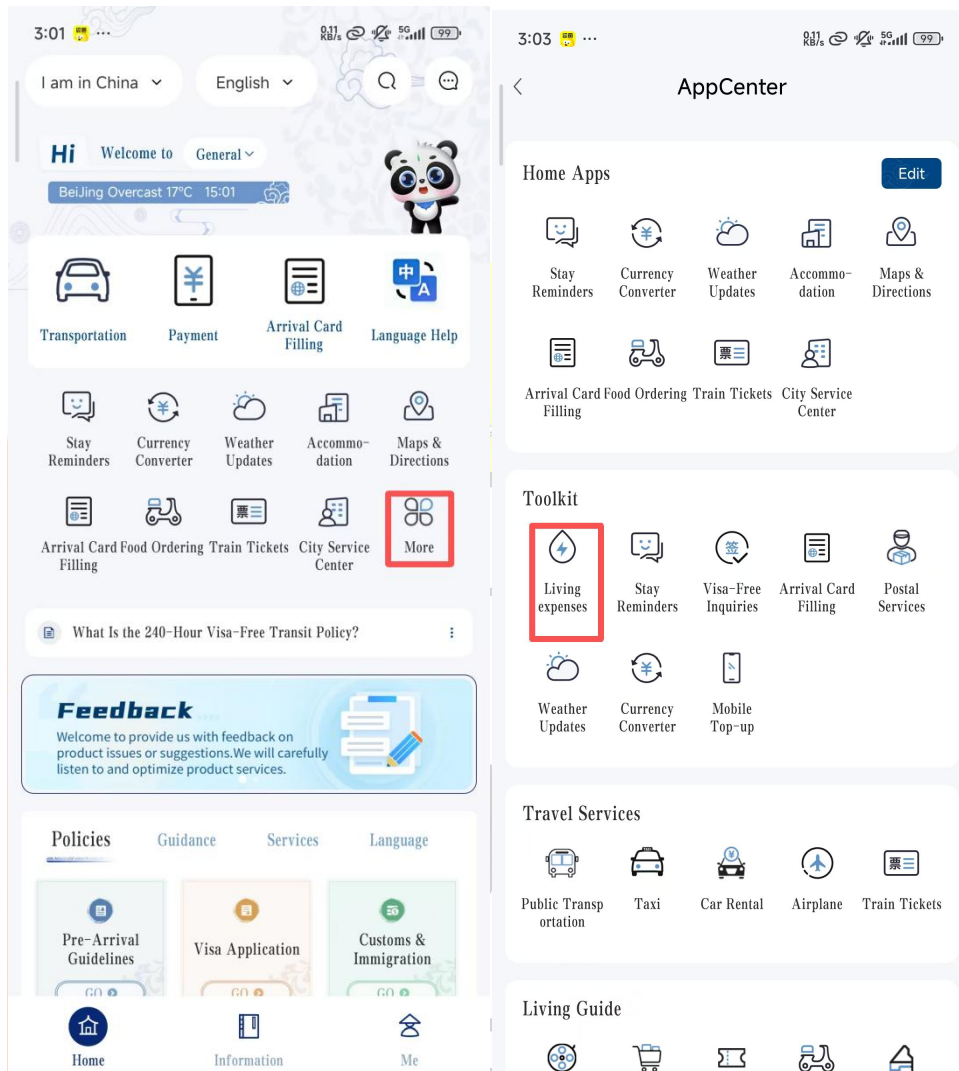 3:01 ...
0.11 KB/s 5G 99
I am in China
English
Hi Welcome to General
BeiJing Overcast 17°C 15:01
¥ 中 A
Transportation
Payment
Arrival Card
Filling
Language Help
¥
Stay
Reminders
Currency
Converter
Weather
Updates
Accommo-
dation
Maps &
Directions
票
Arrival Card
Filling
Food Ordering
Train Tickets
City Service
Center
More
What Is the 240-Hour Visa-Free Transit Policy?
Feedback
Welcome to provide us with feedback on
product issues or suggestions.We will carefully
listen to and optimize product services.
Policies
Guidance
Services
Language
Pre-Arrival
Guidelines
GO
Visa Application
GO
Customs &
Immigration
GO
Home
Information
Me
3:03 ...
0.11 KB/s 5G 99
AppCenter
Home Apps
Edit
¥
Stay
Reminders
Currency
Converter
Weather
Updates
Accommo-
dation
Maps &
Directions
票
Arrival Card
Filling
Food Ordering
Train Tickets
City Service
Center
Toolkit
签
Living
expenses
Stay
Reminders
Visa-Free
Inquiries
Arrival Card
Filling
Postal
Services
¥
Weather
Updates
Currency
Converter
Mobile
Top-up
Travel Services
¥ 票
Public Transp
ortation
Taxi
Car Rental
Airplane
Train Tickets
Living Guide